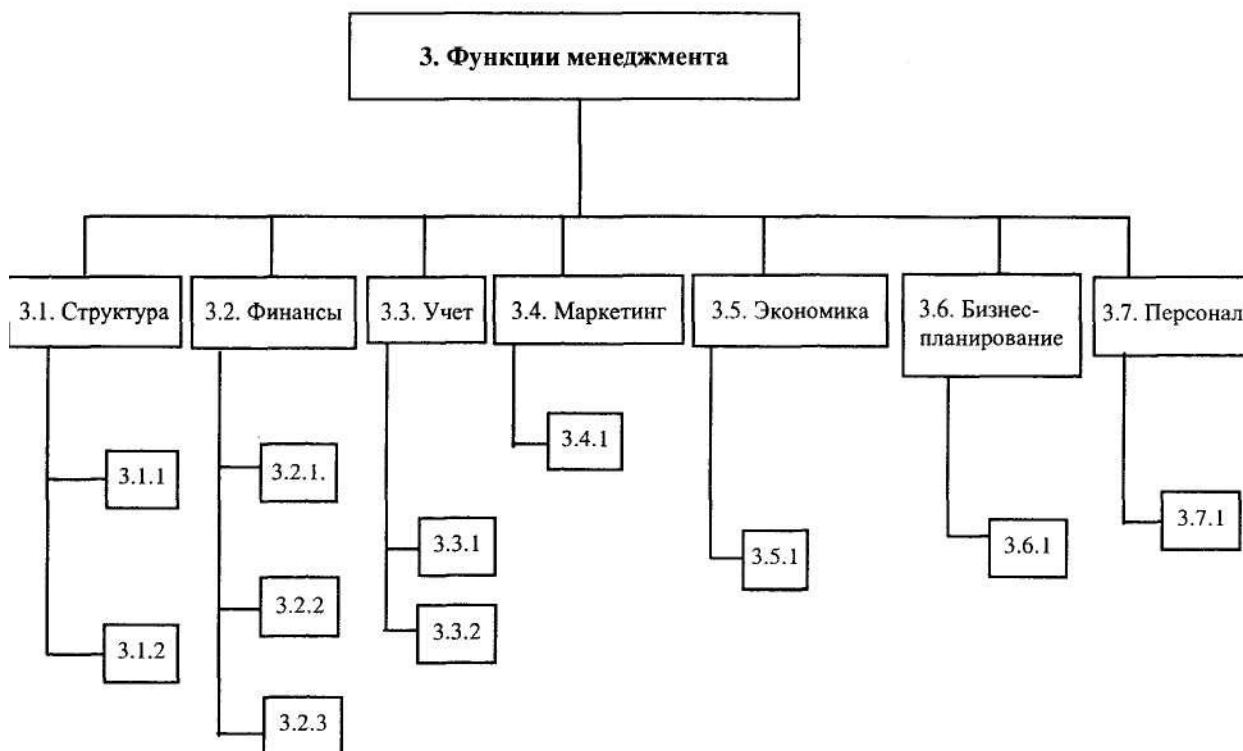 3. Функции менеджмента
3.1. Структура
3.2. Финансы
3.3. Учет
3.4. Маркетинг
3.5. Экономика
3.6. Бизнес-
планирование
3.7. Персонал
3.1.1
3.1.2
3.2.1.
3.2.2
3.2.3
3.3.1
3.3.2
3.4.1
3.5.1
3.6.1
3.7.1